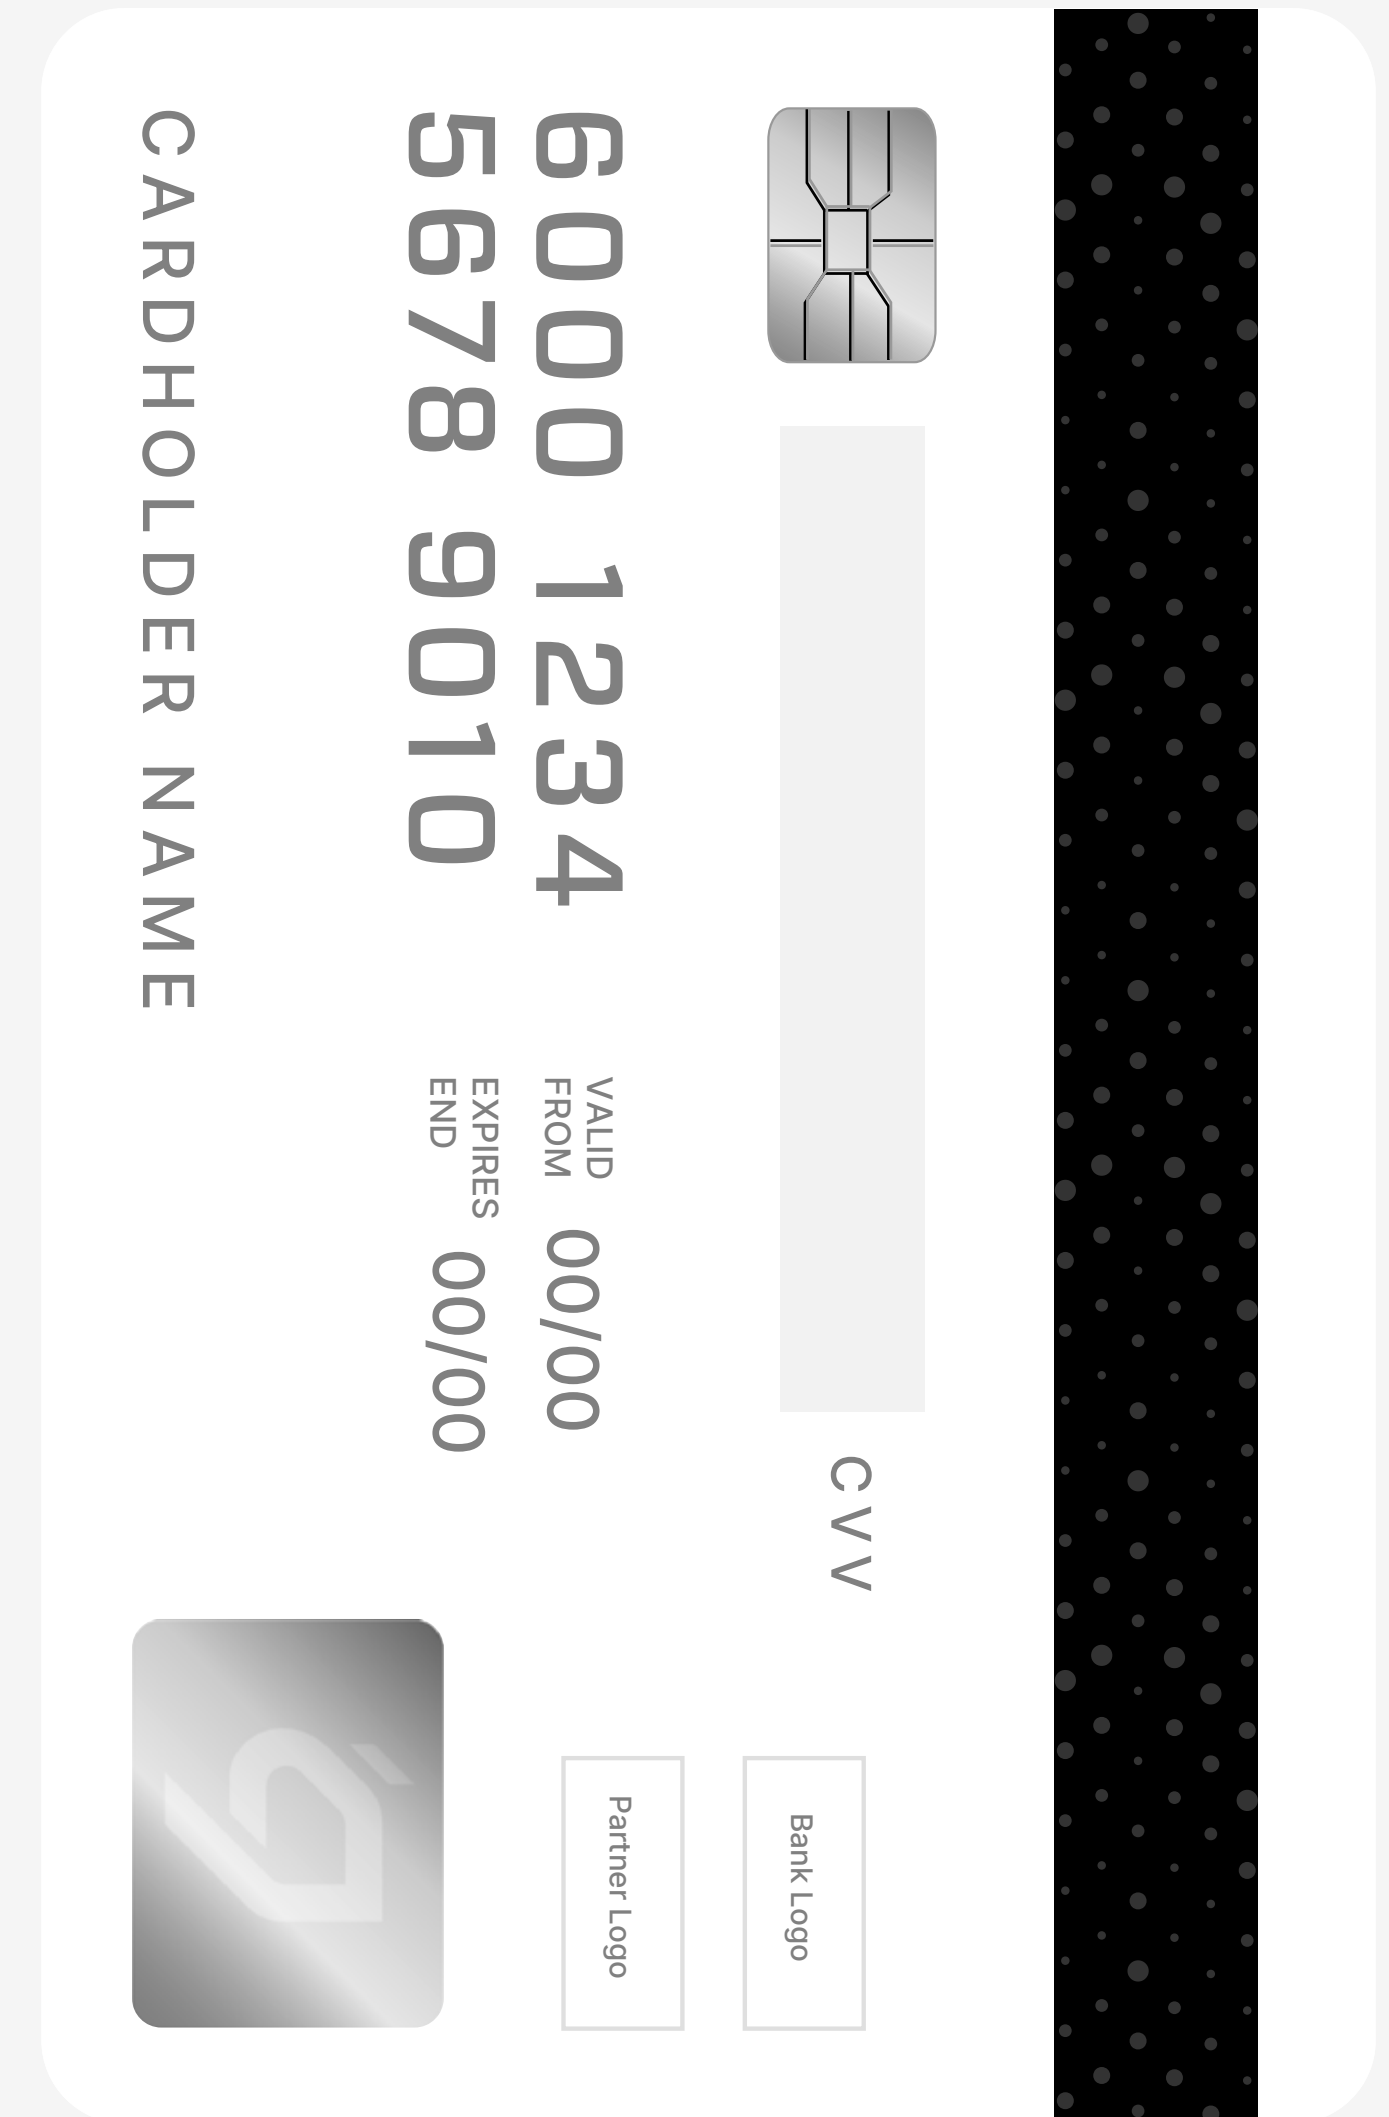 CVV
6000 1234
5678 9010
VALID
FROM
00/00
EXPIRES
END
00/00
CARDHOLDER NAME
Bank Logo
Partner Logo